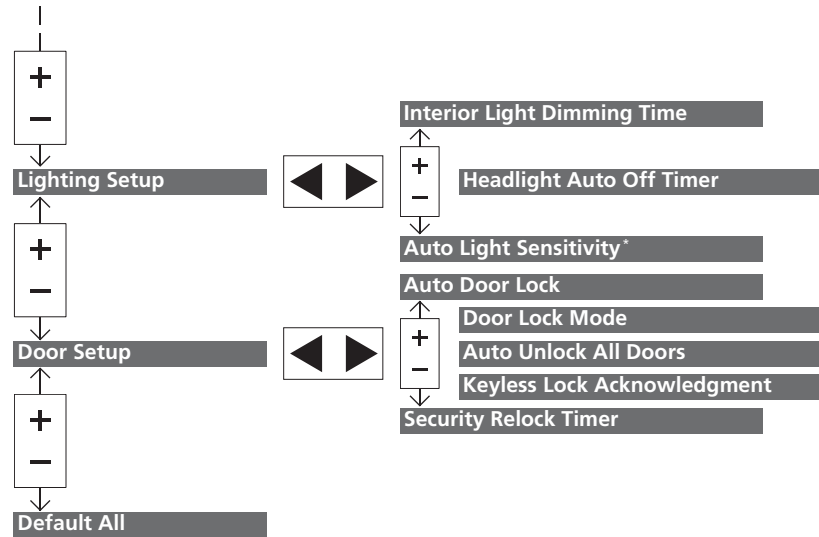 +
−
Interior Light Dimming Time
Lighting Setup
+
−
Headlight Auto Off Timer
Auto Light Sensitivity*
+
−
Auto Door Lock
Door Lock Mode
Door Setup
+
−
Auto Unlock All Doors
Keyless Lock Acknowledgment
Security Relock Timer
+
−
Default All